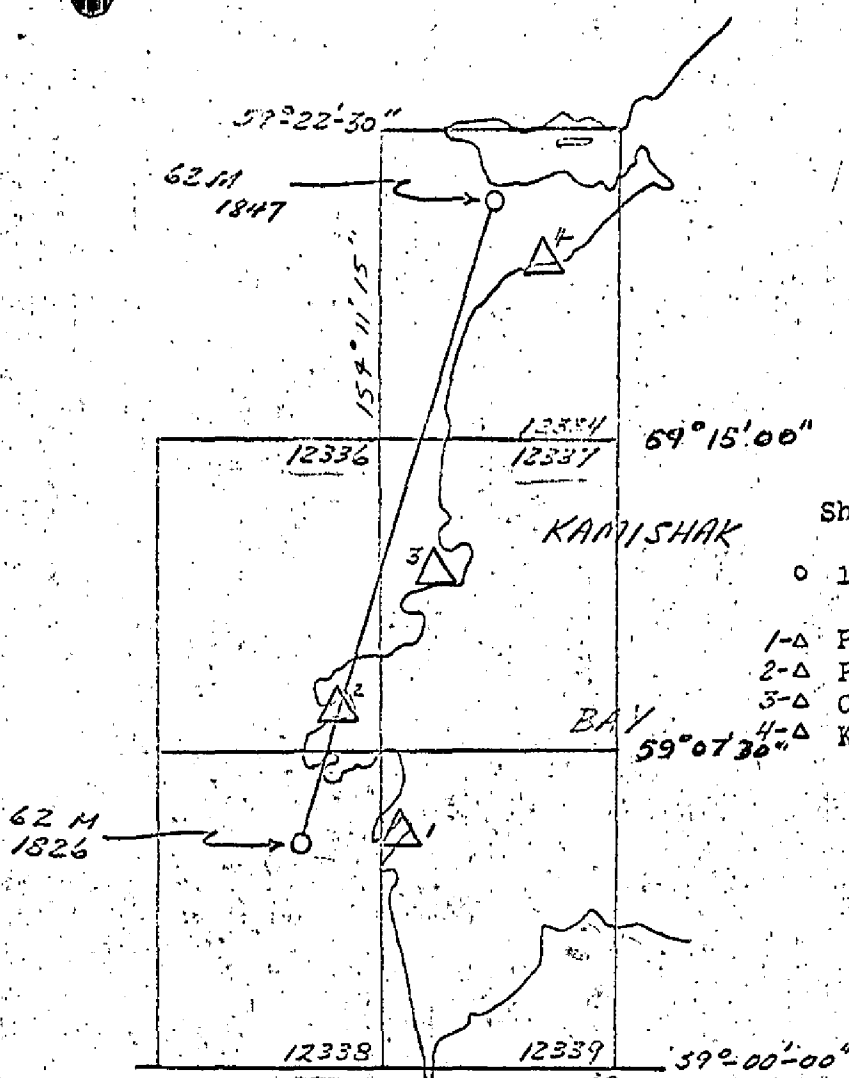 59°-22'-30"
62 M
1847
154° 11' 15"
4
12334
59° 15' 00"
12336
12337
KAMISHAK
Sh
3
○ 1
1-△ P
2-△ P
2
3-△ C
BAY
4-△ K
59° 07' 30"
62 M
1826
1
12338
12339
59°-00'-00"